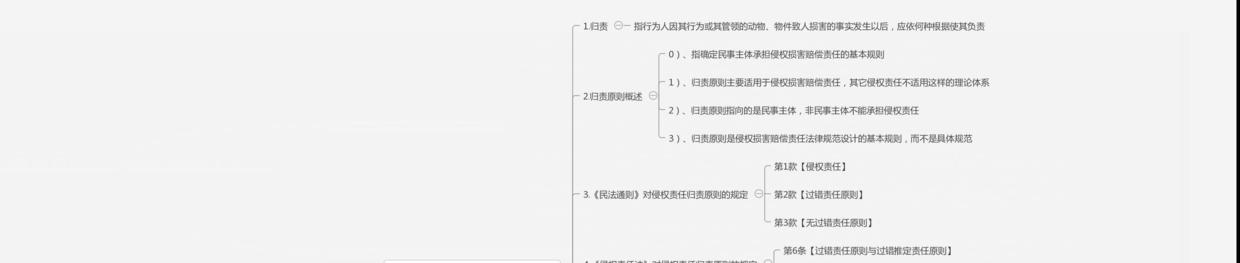 1.归责
指行为人因其行为或其管领的动物、物件致人损害的事实发生以后，应依何种根据使其负责
2.归责原则概述
0）、指确定民事主体承担侵权损害赔偿责任的基本规则
1）、归责原则主要适用于侵权损害赔偿责任，其它侵权责任不适用这样的理论体系
2）、归责原则指向的是民事主体，非民事主体不能承担侵权责任
3）、归责原则是侵权损害赔偿责任法律规范设计的基本规则，而不是具体规范
3.《民法通则》对侵权责任归责原则的规定
第1款【侵权责任】
第2款【过错责任原则】
第3款【无过错责任原则】
第6条【过错责任原则与过错推定责任原则】